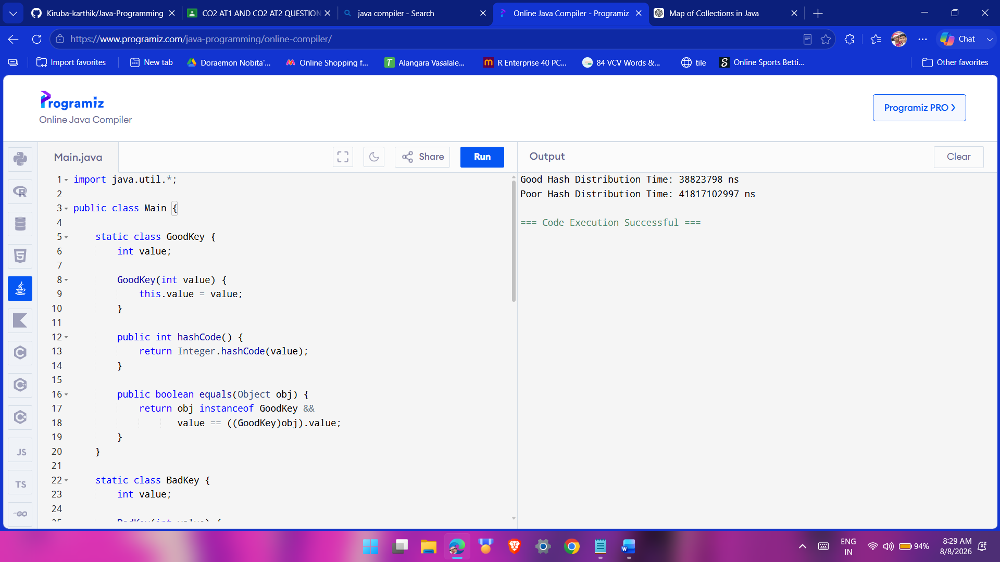 Kiruba-karthik/Java-Programming
CO2 AT1 AND CO2 AT2 QUESTION
java compiler - Search
Online Java Compiler - Programiz
Map of Collections in Java
https://www.programiz.com/java-programming/online-compiler/
Chat
Import favorites
New tab
Doraemon Nobita'...
Online Shopping f...
Alangara Vasalale...
R Enterprise 40 PC...
84 VCV Words &...
tile
Online Sports Betti...
Other favorites
Programiz
Online Java Compiler
Programiz PRO
Main.java
Share
Run
Output
Clear
1 import java.util.*;
2
3 public class Main {
4
5 static class GoodKey {
6 int value;
7
8 GoodKey(int value) {
9 this.value = value;
10 }
11
12 public int hashCode() {
13 return Integer.hashCode(value);
14 }
15
16 public boolean equals(Object obj) {
17 return obj instanceof GoodKey &&
18 value == ((GoodKey)obj).value;
19 }
20 }
21
22 static class BadKey {
23 int value;
24
25 BadKey(int value) {
Good Hash Distribution Time: 38823798 ns
Poor Hash Distribution Time: 41817102997 ns
=== Code Execution Successful ===
JS
TS
GO
ENG
IN
94%
8:29 AM
8/8/2026